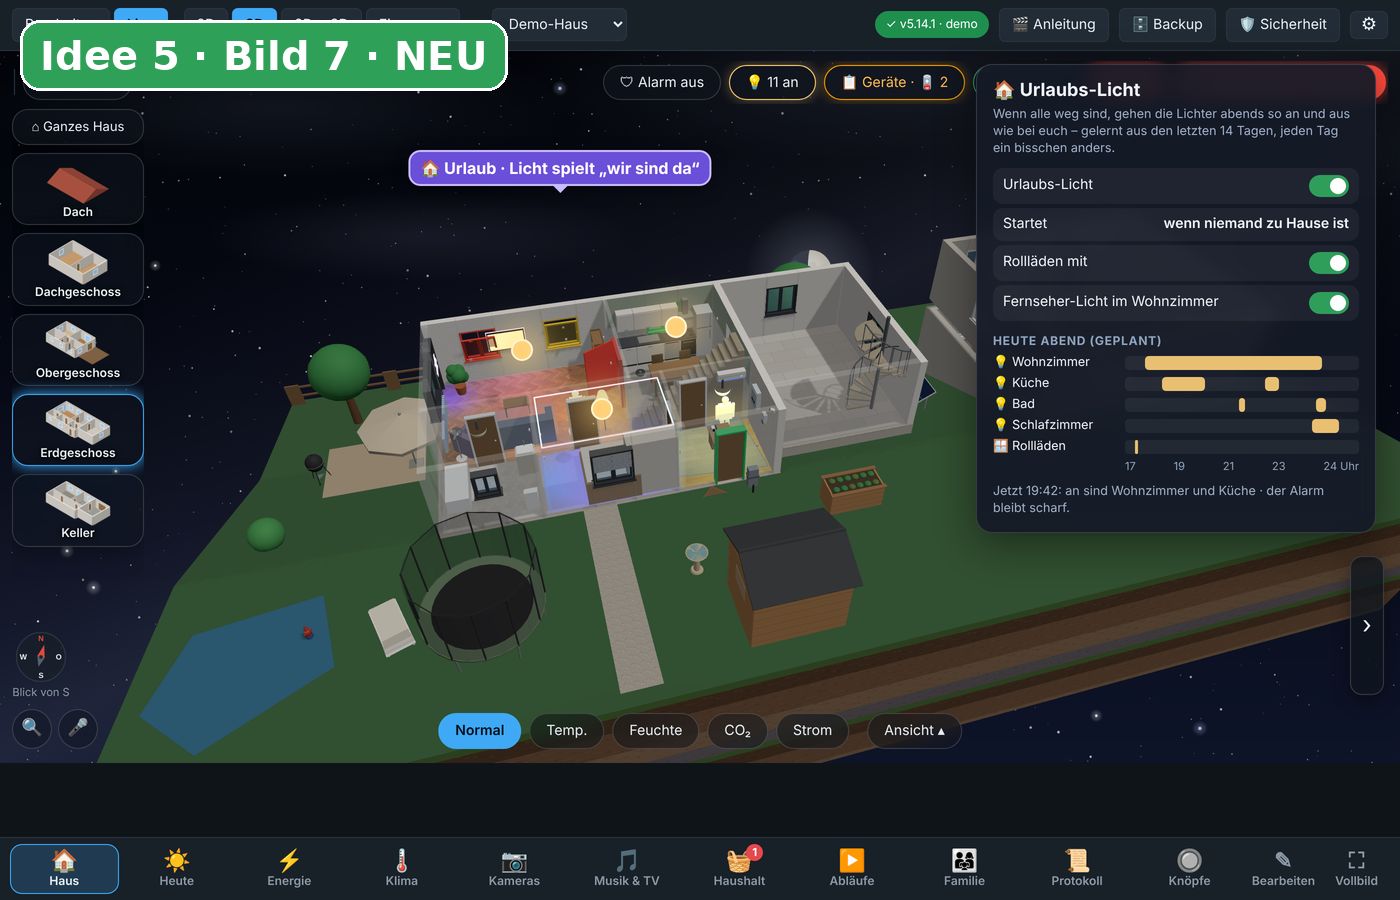 Idee 5 · Bild 7 · NEU
Demo-Haus
✓ v5.14.1 · demo
Anleitung
Backup
Sicherheit
Alarm aus
11 an
Geräte · 2
⌂ Ganzes Haus
Dach
Dachgeschoss
Obergeschoss
Erdgeschoss
Keller
Urlaub · Licht spielt „wir sind da“
Urlaubs-Licht
Wenn alle weg sind, gehen die Lichter abends so an und aus
wie bei euch – gelernt aus den letzten 14 Tagen, jeden Tag
ein bisschen anders.
Urlaubs-Licht
Startet wenn niemand zu Hause ist
Rollläden mit
Fernseher-Licht im Wohnzimmer
HEUTE ABEND (GEPLANT)
Wohnzimmer
Küche
Bad
Schlafzimmer
Rollläden
17 19 21 23 24 Uhr
Jetzt 19:42: an sind Wohnzimmer und Küche · der Alarm
bleibt scharf.
N
W O
S
Blick von S
Normal
Temp.
Feuchte
CO₂
Strom
Ansicht ▴
Haus
Heute
Energie
Klima
Kameras
Musik & TV
1
Haushalt
Abläufe
Familie
Protokoll
Knöpfe
Bearbeiten
Vollbild